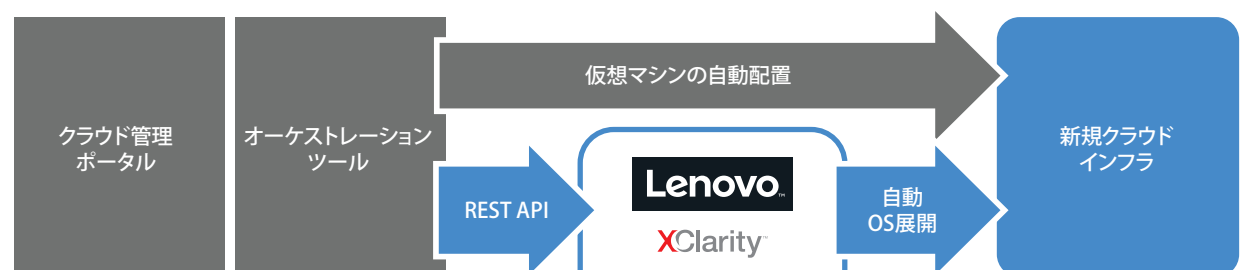 クラウド管理
ポータル
オーケストレーション
ツール
仮想マシンの自動配置
REST API
Lenovo™
XClarity™
自動
OS展開
新規クラウド
インフラ